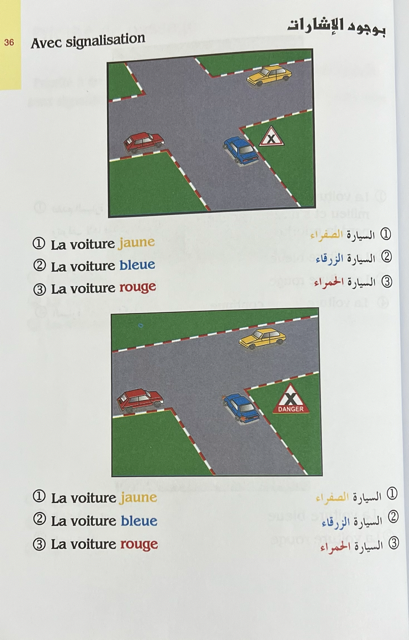 36
Avec signalisation
بوجود الإشارات
X
① La voiture jaune
① السيارة الصفراء
② La voiture bleue
② السيارة الزرقاء
③ La voiture rouge
③ السيارة الحمراء
X
DANGER
① La voiture jaune
① السيارة الصفراء
② La voiture bleue
② السيارة الزرقاء
③ La voiture rouge
③ السيارة الحمراء